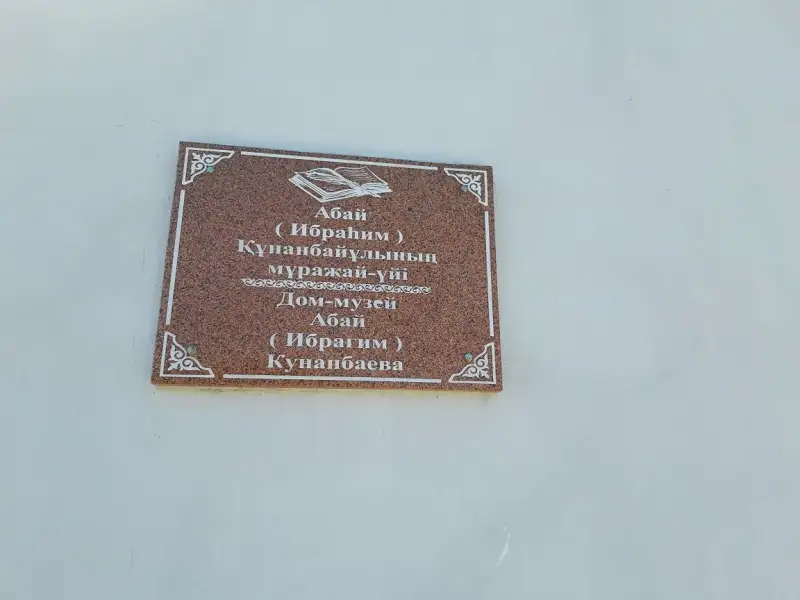 Абай
( Ибраһим )
Құнанбайұлының
мұражай-үйі
Дом-музей
Абай
( Ибрагим )
Кунанбаева